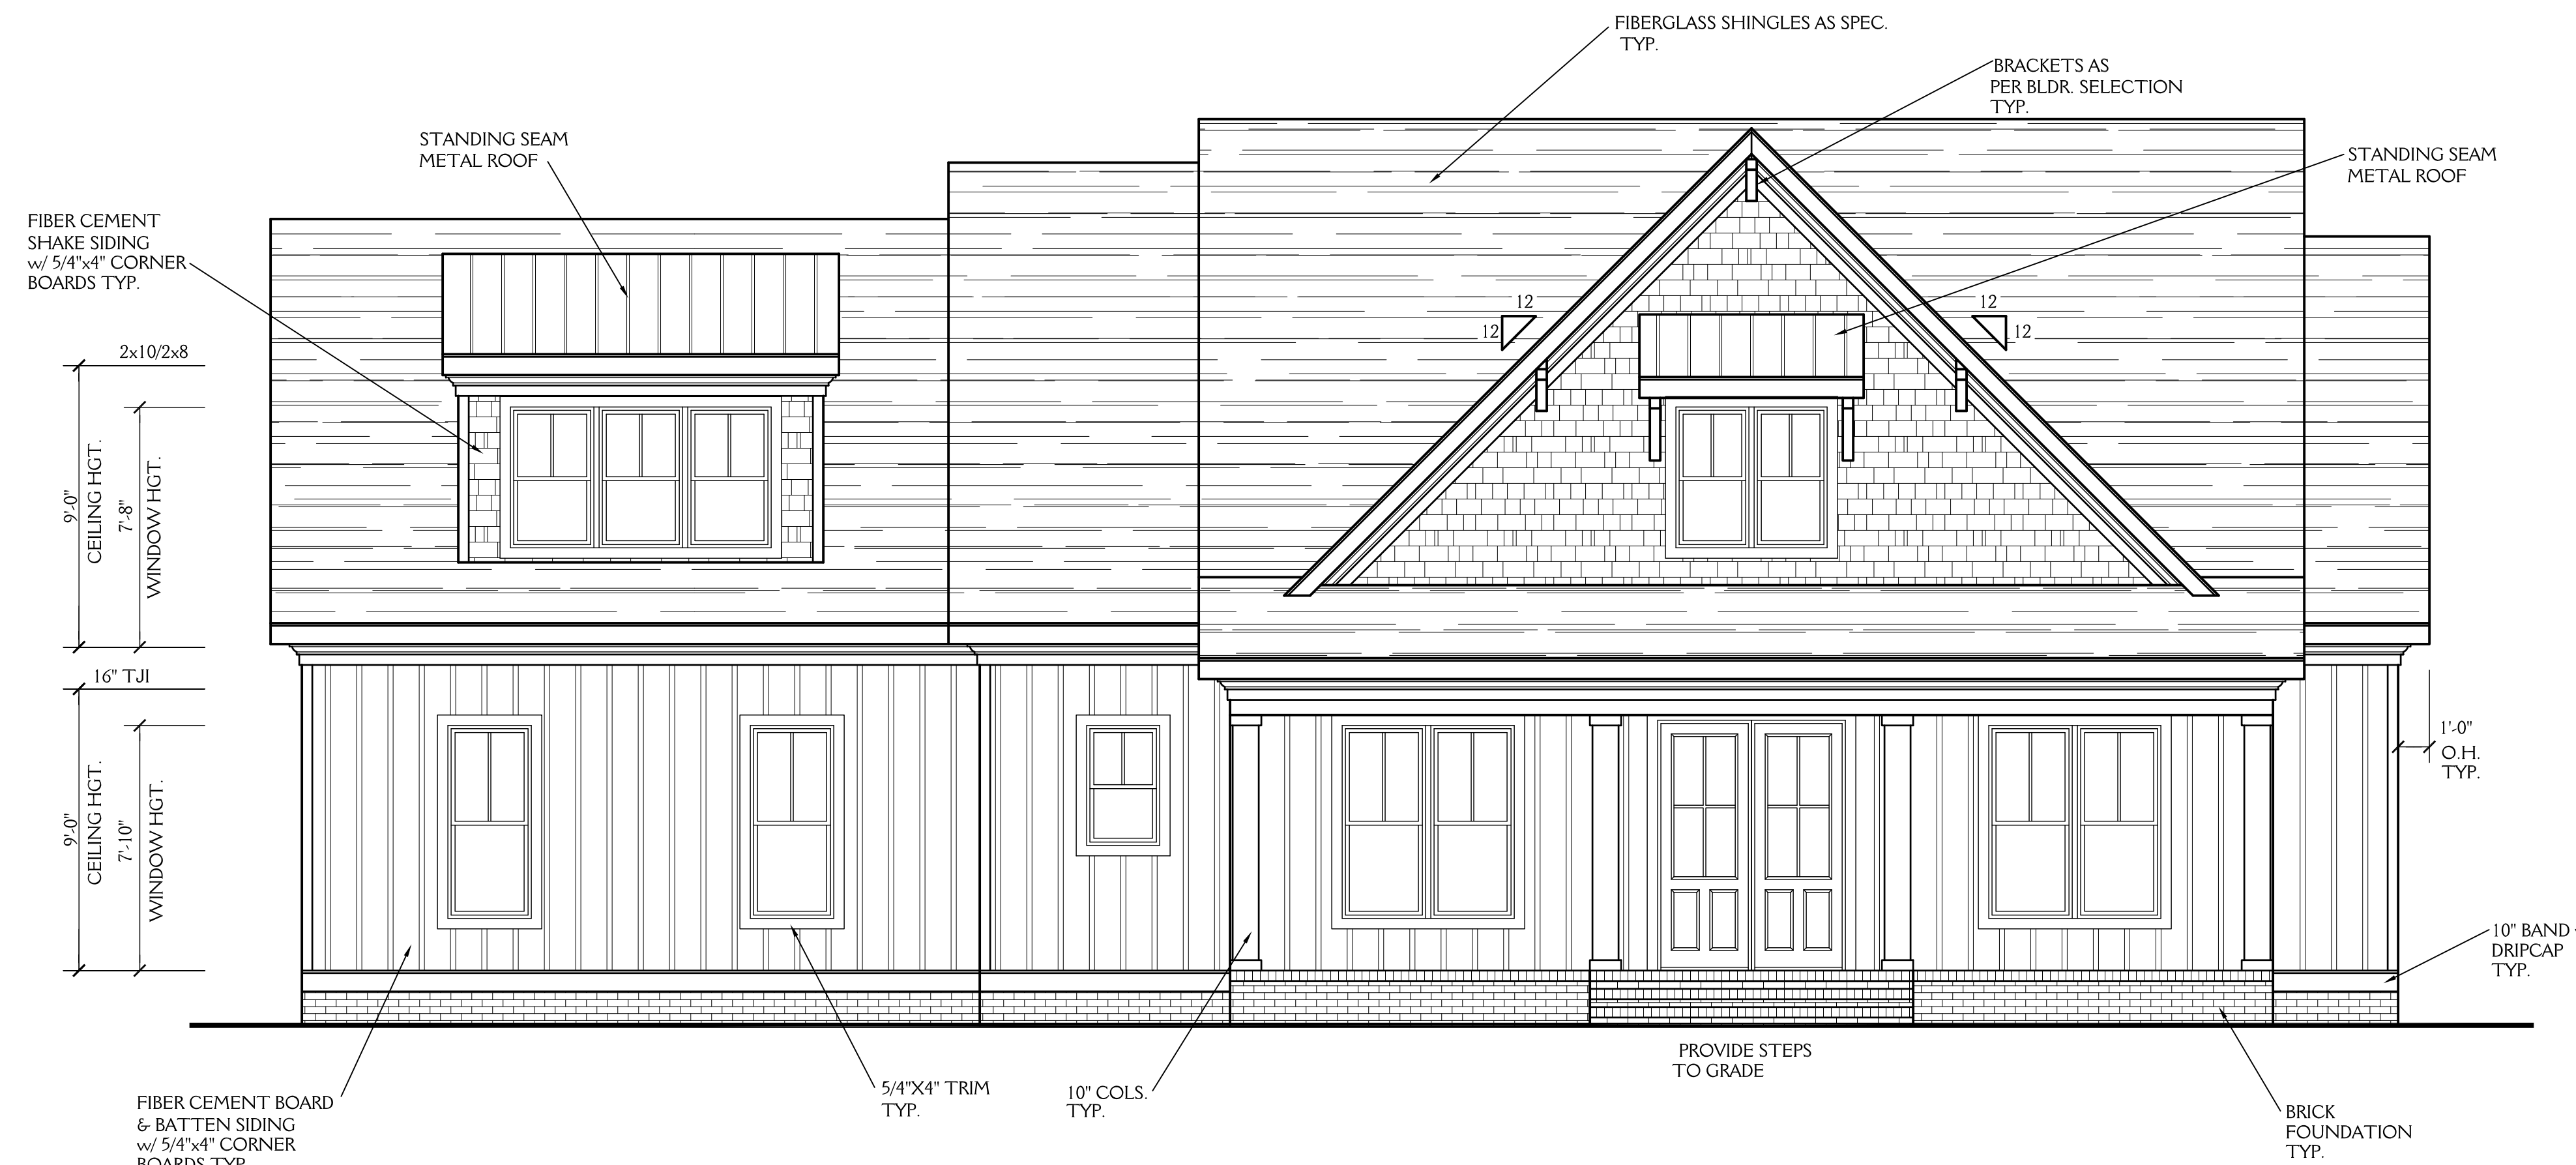 FIBERGLASS SHINGLES AS SPEC.
TYP.
BRACKETS AS
PER BLDR. SELECTION
TYP.
STANDING SEAM
METAL ROOF
STANDING SEAM
METAL ROOF
FIBER CEMENT
SHAKE SIDING
w/ 5/4"x4" CORNER
BOARDS TYP.
12
12
12
12
2x10/2x8
9'-0"
CEILING HGT.
7'-8"
WINDOW HGT.
16" TJI
9'-0"
CEILING HGT.
7'-10"
WINDOW HGT.
1'-0"
O.H.
TYP.
10" BAND
DRIPCAP
TYP.
PROVIDE STEPS
TO GRADE
5/4"X4" TRIM
TYP.
10" COLS.
TYP.
FIBER CEMENT BOARD
& BATTEN SIDING
w/ 5/4"x4" CORNER
BOARDS TYP.
BRICK
FOUNDATION
TYP.